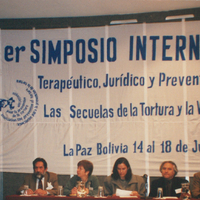 er SIMPOSIO INTERN
Terapéutico, Jurídico y Prevent
Las Secuelas de la Tortura y la V
La Paz Bolivia 14 al 18 de Ju